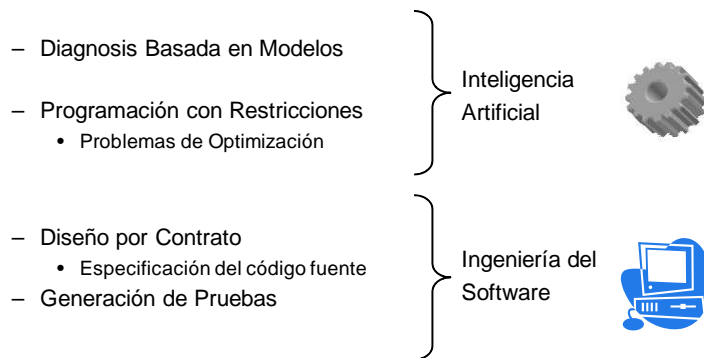 – Diagnosis Basada en Modelos
– Programación con Restricciones
• Problemas de Optimización
Inteligencia
Artificial
– Diseño por Contrato
• Especificación del código fuente
– Generación de Pruebas
Ingeniería del
Software